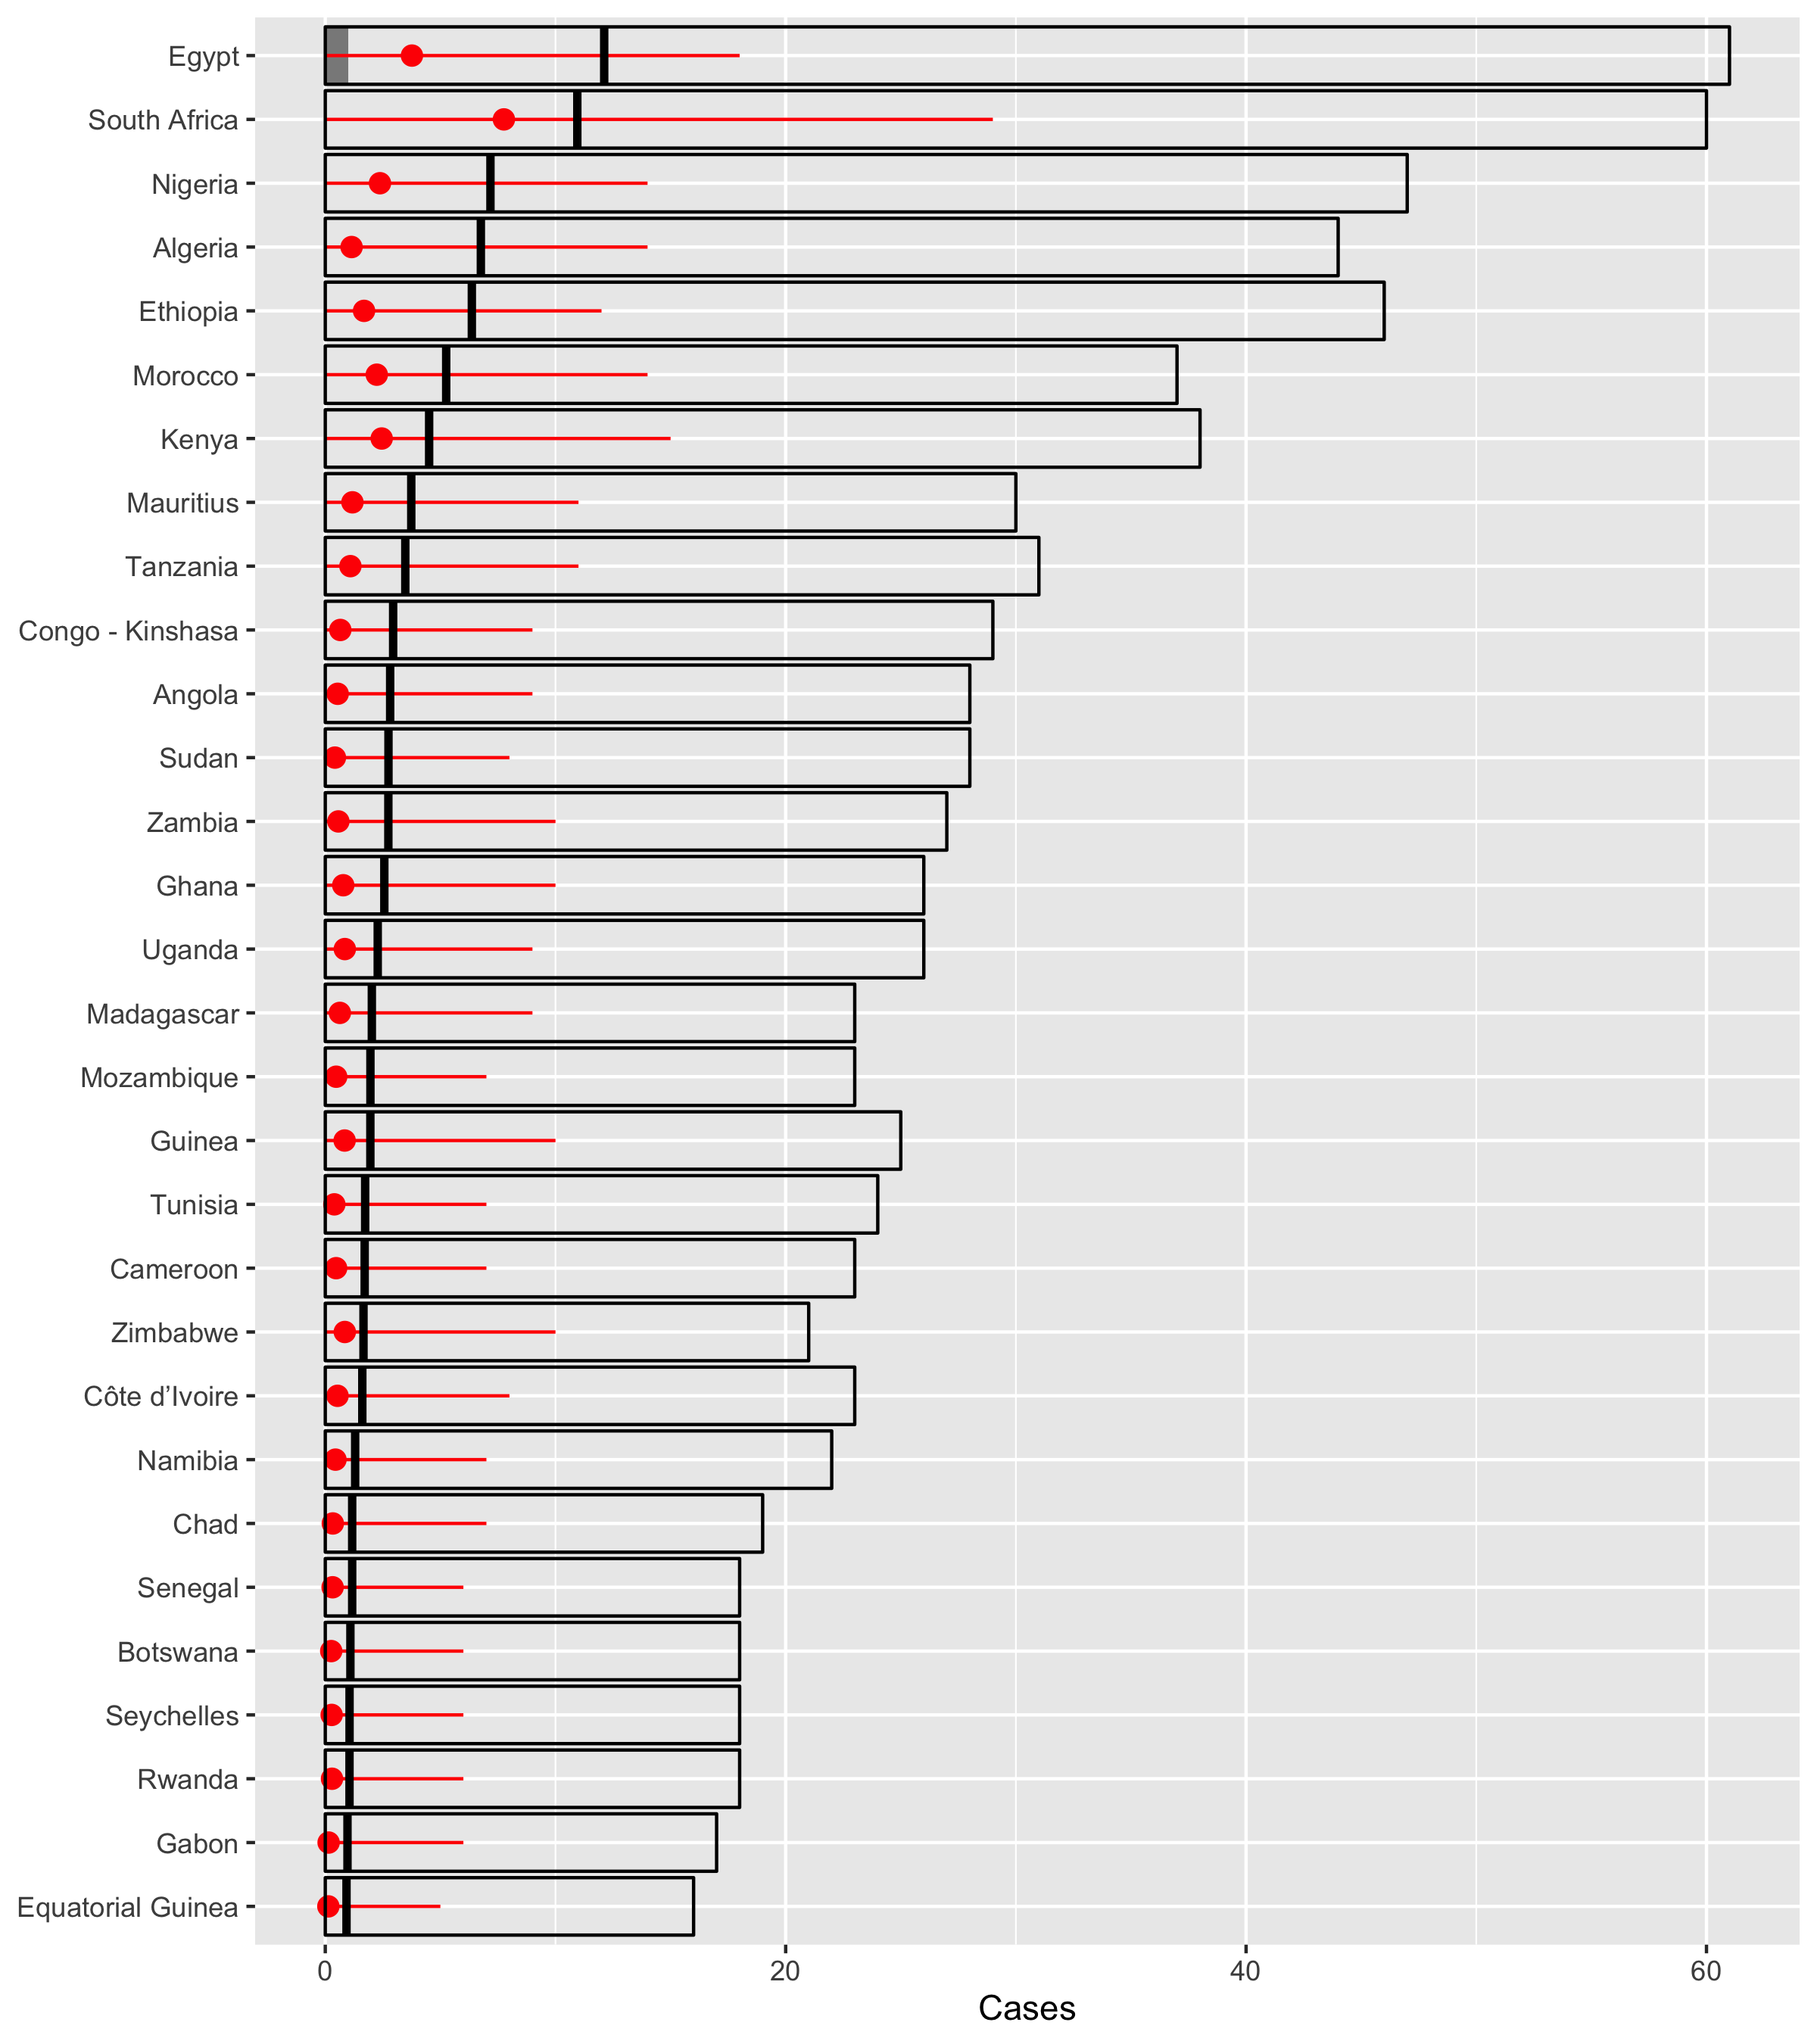 Egypt
South Africa
Nigeria
Algeria
Ethiopia
Morocco
Kenya
Mauritius
Tanzania
Congo - Kinshasa
Angola
Sudan
Zambia
Ghana
Uganda
Madagascar
Mozambique
Guinea
Tunisia
Cameroon
Zimbabwe
Côte d’Ivoire
Namibia
Chad
Senegal
Botswana
Seychelles
Rwanda
Gabon
Equatorial Guinea
0 20 40 60
Cases